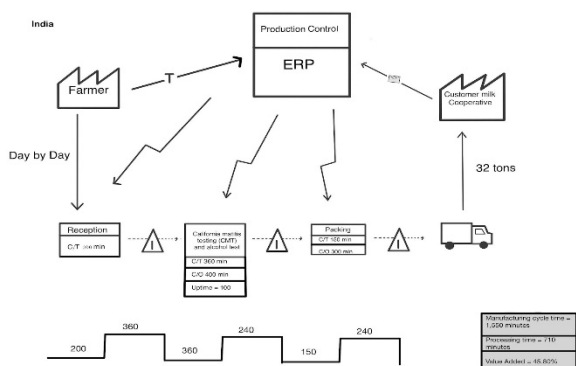 India
Production Control
ERP
Farmer
T
Customer milk
Cooperative
Day by Day
32 tons
Reception
C/T 200 min
I
California mastitis
testing (CMT)
and alcohol test
C/T 360 min
C/O 400 min
Uptime = 100
I
Packing
C/T 150 min
C/O 300 min
I
200
360
360
240
150
240
Manufacturing cycle time =
1,550 minutes
Processing time = 710
minutes
Value Added = 45.80%